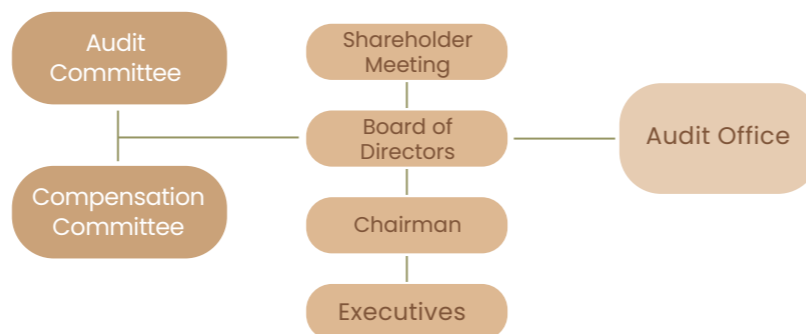 Audit
Committee
Compensation
Committee
Shareholder
Meeting
Board of
Directors
Chairman
Executives
Audit Office